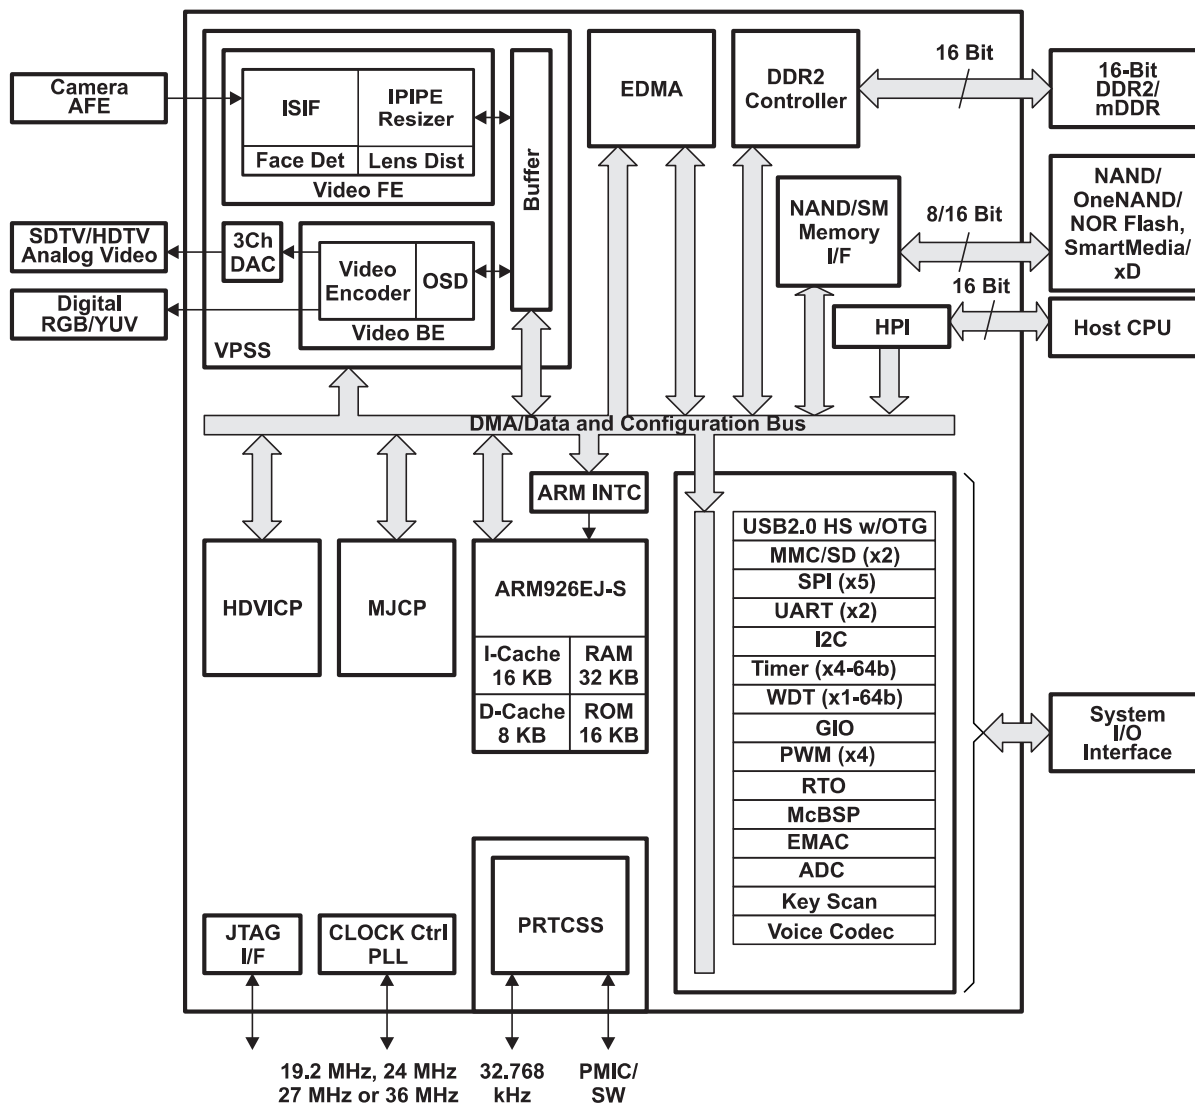 Camera
AFE
ISIF
IPIPE
Resizer
Face Det
Lens Dist
Video FE
Buffer
SDTV/HDTV
Analog Video
3Ch
DAC
Video
Encoder
OSD
Digital
RGB/YUV
Video BE
VPSS
EDMA
DDR2
Controller
16 Bit
16-Bit
DDR2/
mDDR
NAND/SM
Memory
I/F
8/16 Bit
NAND/
OneNAND/
NOR Flash,
SmartMedia/
xD
HPI
16 Bit
Host CPU
DMA/Data and Configuration Bus
HDVICP
MJCP
ARM INTC
ARM926EJ-S
I-Cache
16 KB
RAM
32 KB
D-Cache
8 KB
ROM
16 KB
USB2.0 HS w/OTG
MMC/SD (x2)
SPI (x5)
UART (x2)
I2C
Timer (x4-64b)
WDT (x1-64b)
GIO
PWM (x4)
RTO
McBSP
EMAC
ADC
Key Scan
Voice Codec
System
I/O
Interface
JTAG
I/F
CLOCK Ctrl
PLL
PRTCSS
19.2 MHz, 24 MHz
27 MHz or 36 MHz
32.768
kHz
PMIC/
SW